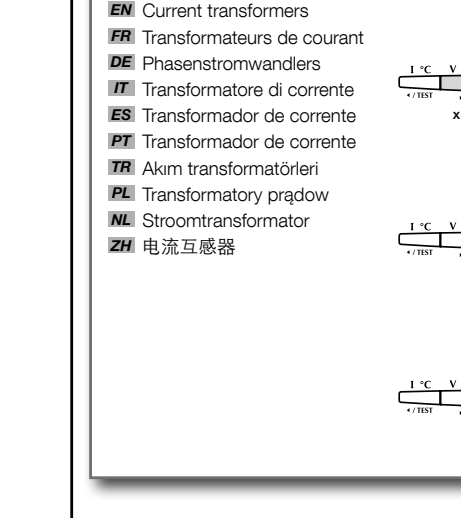 EN Current transformers
FR Transformateurs de courant
DE Phasenstromwandlers
IT Transformatore di corrente
ES Transformador de corrente
PT Transformador de corrente
TR Akım transformatörleri
PL Transformatory prądow
NL Stroomtransformator
ZH 电流互感器
I °C V
◂ / TEST
x
I °C V
◂ / TEST
I °C V
◂ / TEST